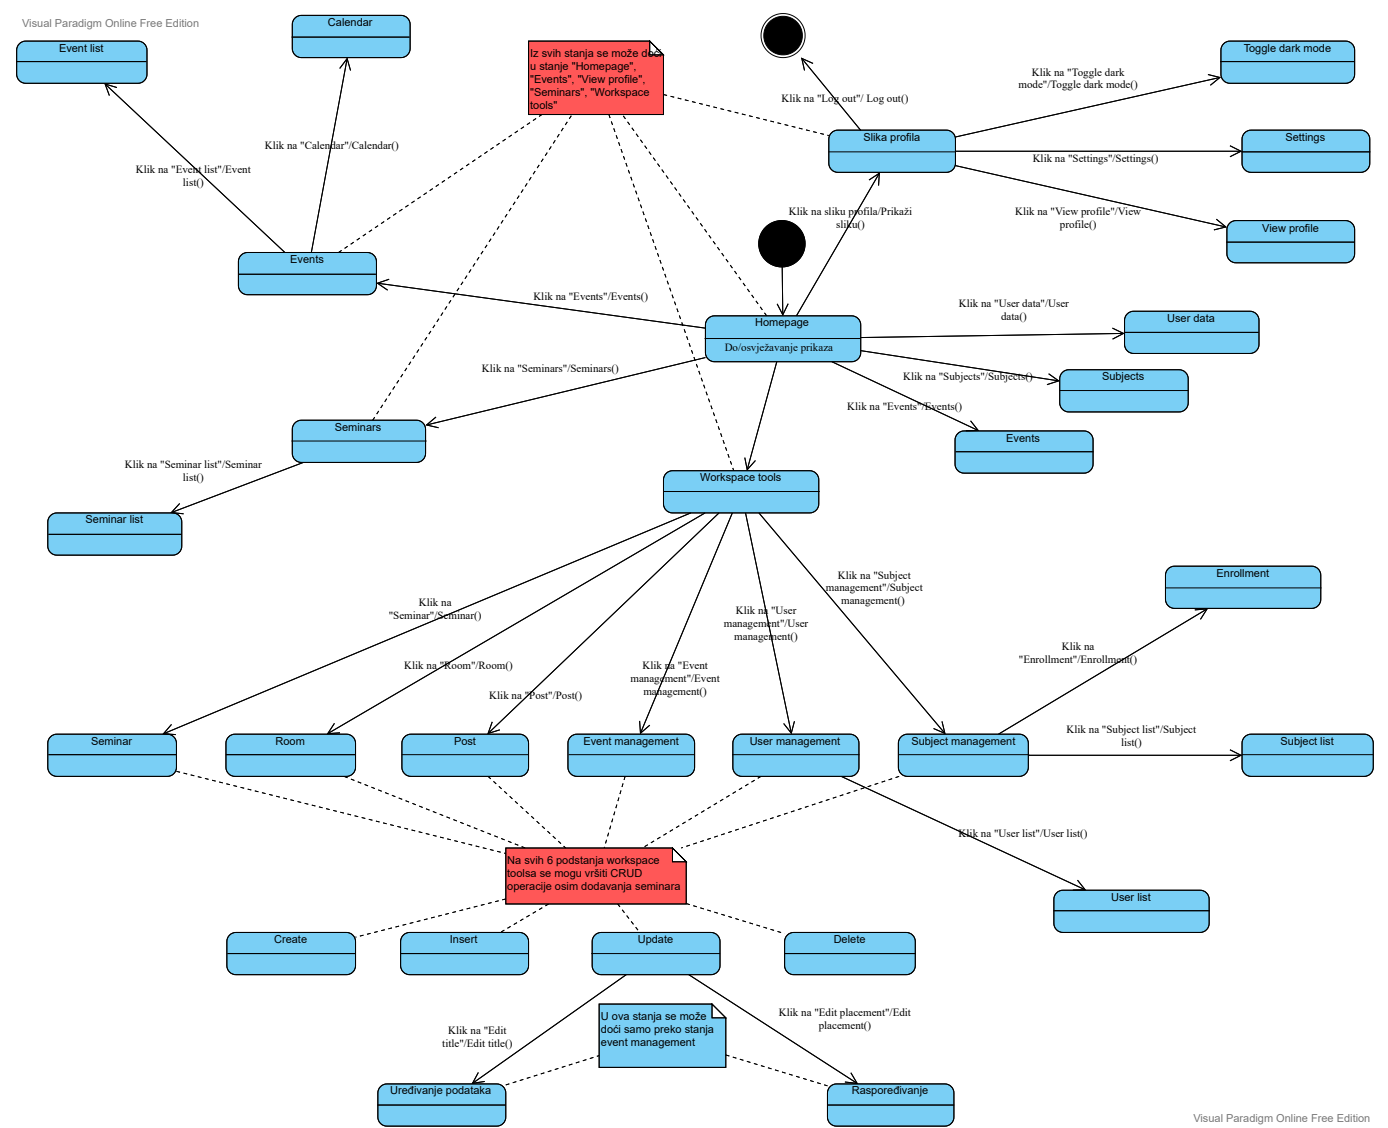 Visual Paradigm Online Free Edition
Calendar
Event list
Iz svih stanja se može doći
u stanje "Homepage",
"Events", "View profile",
"Seminars", "Workspace
tools"
Toggle dark mode
Klik na "Toggle dark
mode"/Toggle dark mode()
Klik na "Log out"/ Log out()
Slika profila
Settings
Klik na "Settings"/Settings()
Klik na "Calendar"/Calendar()
Klik na "Event list"/Event
list()
Klik na sliku profila/Prikaži
sliku()
Klik na "View profile"/View
profile()
View profile
Events
Klik na "Events"/Events()
Klik na "User data"/User
data()
User data
Homepage
Do/osvježavanje prikaza
Klik na "Seminars"/Seminars()
Klik na "Subjects"/Subjects()
Subjects
Klik na "Events"/Events()
Seminars
Events
Klik na "Seminar list"/Seminar
list()
Workspace tools
Seminar list
Klik na "Subject
management"/Subject
management()
Enrollment
Klik na
"Seminar"/Seminar()
Klik na "User
management"/User
management()
Klik na
"Enrollment"/Enrollment()
Klik na "Room"/Room()
Klik na "Event
management"/Event
management()
Klik na "Post"/Post()
Klik na "Subject list"/Subject
list()
Seminar
Room
Post
Event management
User management
Subject management
Subject list
Klik na "User list"/User list()
Na svih 6 podstanja workspace
toolsa se mogu vršiti CRUD
operacije osim dodavanja seminara
User list
Create
Insert
Update
Delete
U ova stanja se može
doći samo preko stanja
event management
Klik na "Edit
title"/Edit title()
Klik na "Edit placement"/Edit
placement()
Uređivanje podataka
Raspoređivanje
Visual Paradigm Online Free Edition